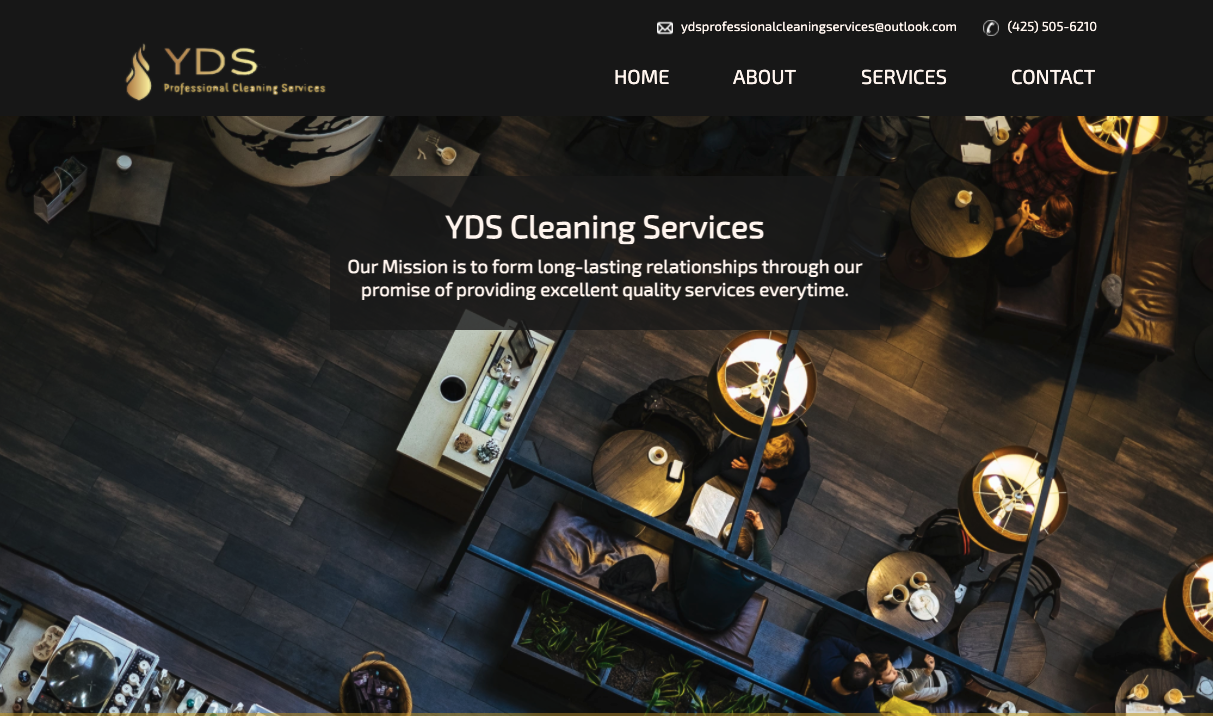 ydsprofessionalcleaningservices@outlook.com
(425) 505-6210
YDS
Professional Cleaning Services
HOME
ABOUT
SERVICES
CONTACT
YDS Cleaning Services
Our Mission is to form long-lasting relationships through our
promise of providing excellent quality services everytime.